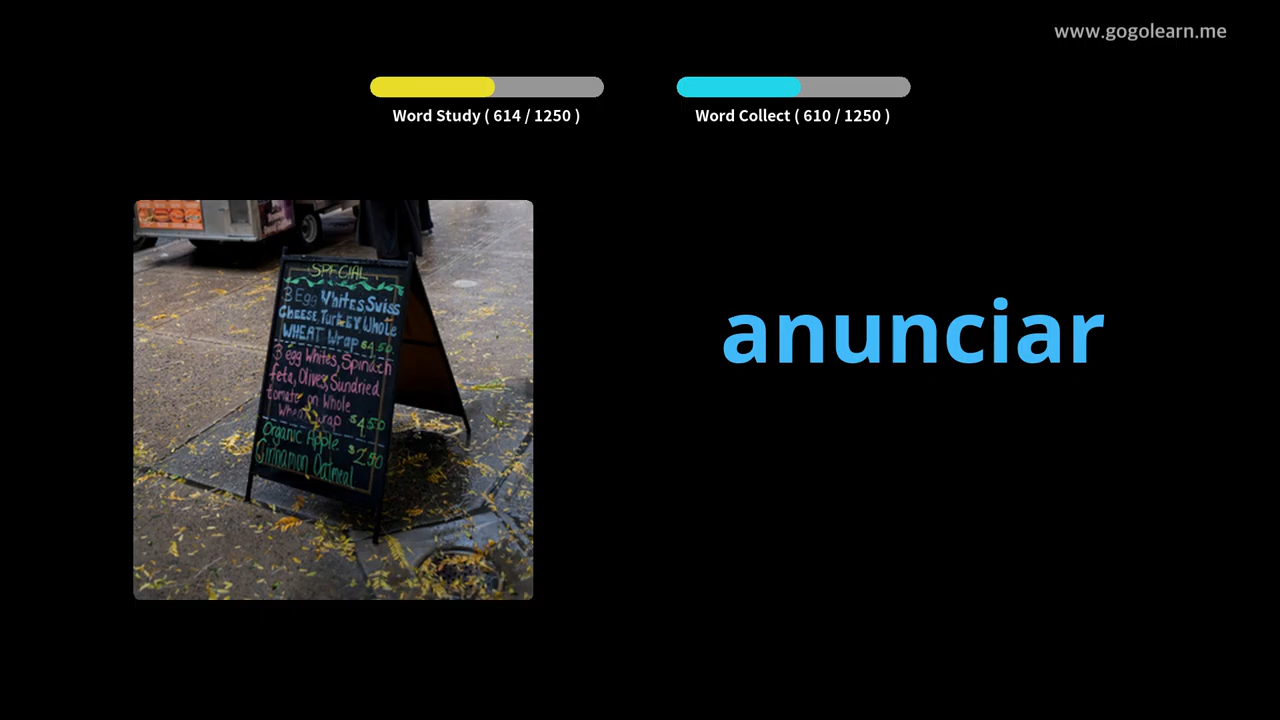 www.gogolearn.me
Word Study ( 614 / 1250 )
Word Collect ( 610 / 1250 )
SPECIAL
3 Egg Whites, Swiss
Cheese, Turkey Whole
WHEAT Wrap $4.50
3 egg Whites, Spinach
feta, Olives, Sundried
tomato on Whole
Wheat Wrap $4.50
Organic Apple
Cinnamon Oatmeal $2.50
anunciar